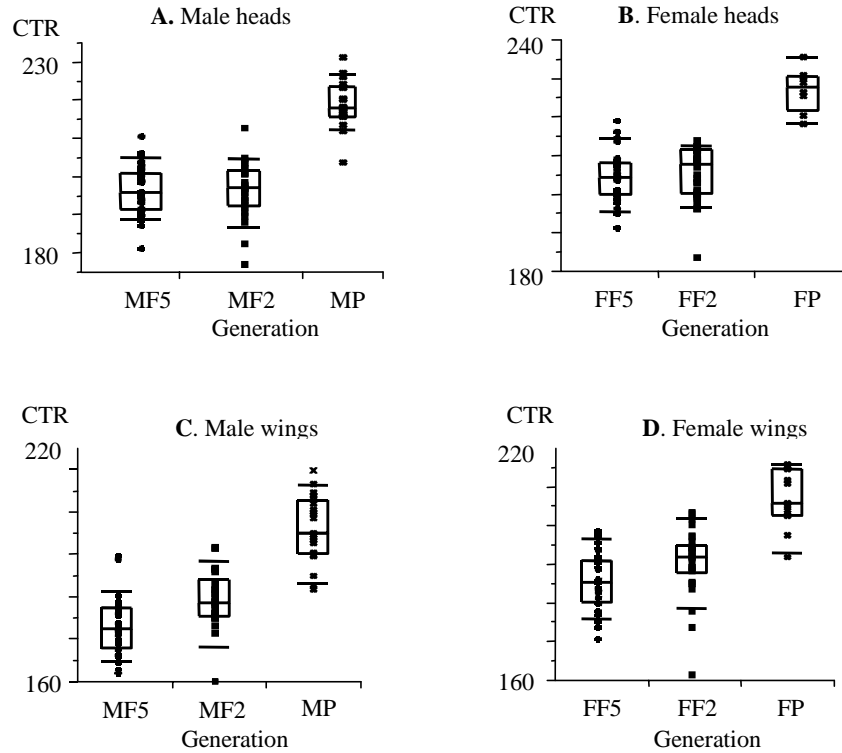 CTR
A. Male heads
230
180
MF5 MF2 MP
Generation
CTR
B. Female heads
240
180
FF5 FF2 FP
Generation
CTR
C. Male wings
220
160
MF5 MF2 MP
Generation
CTR
D. Female wings
220
160
FF5 FF2 FP
Generation